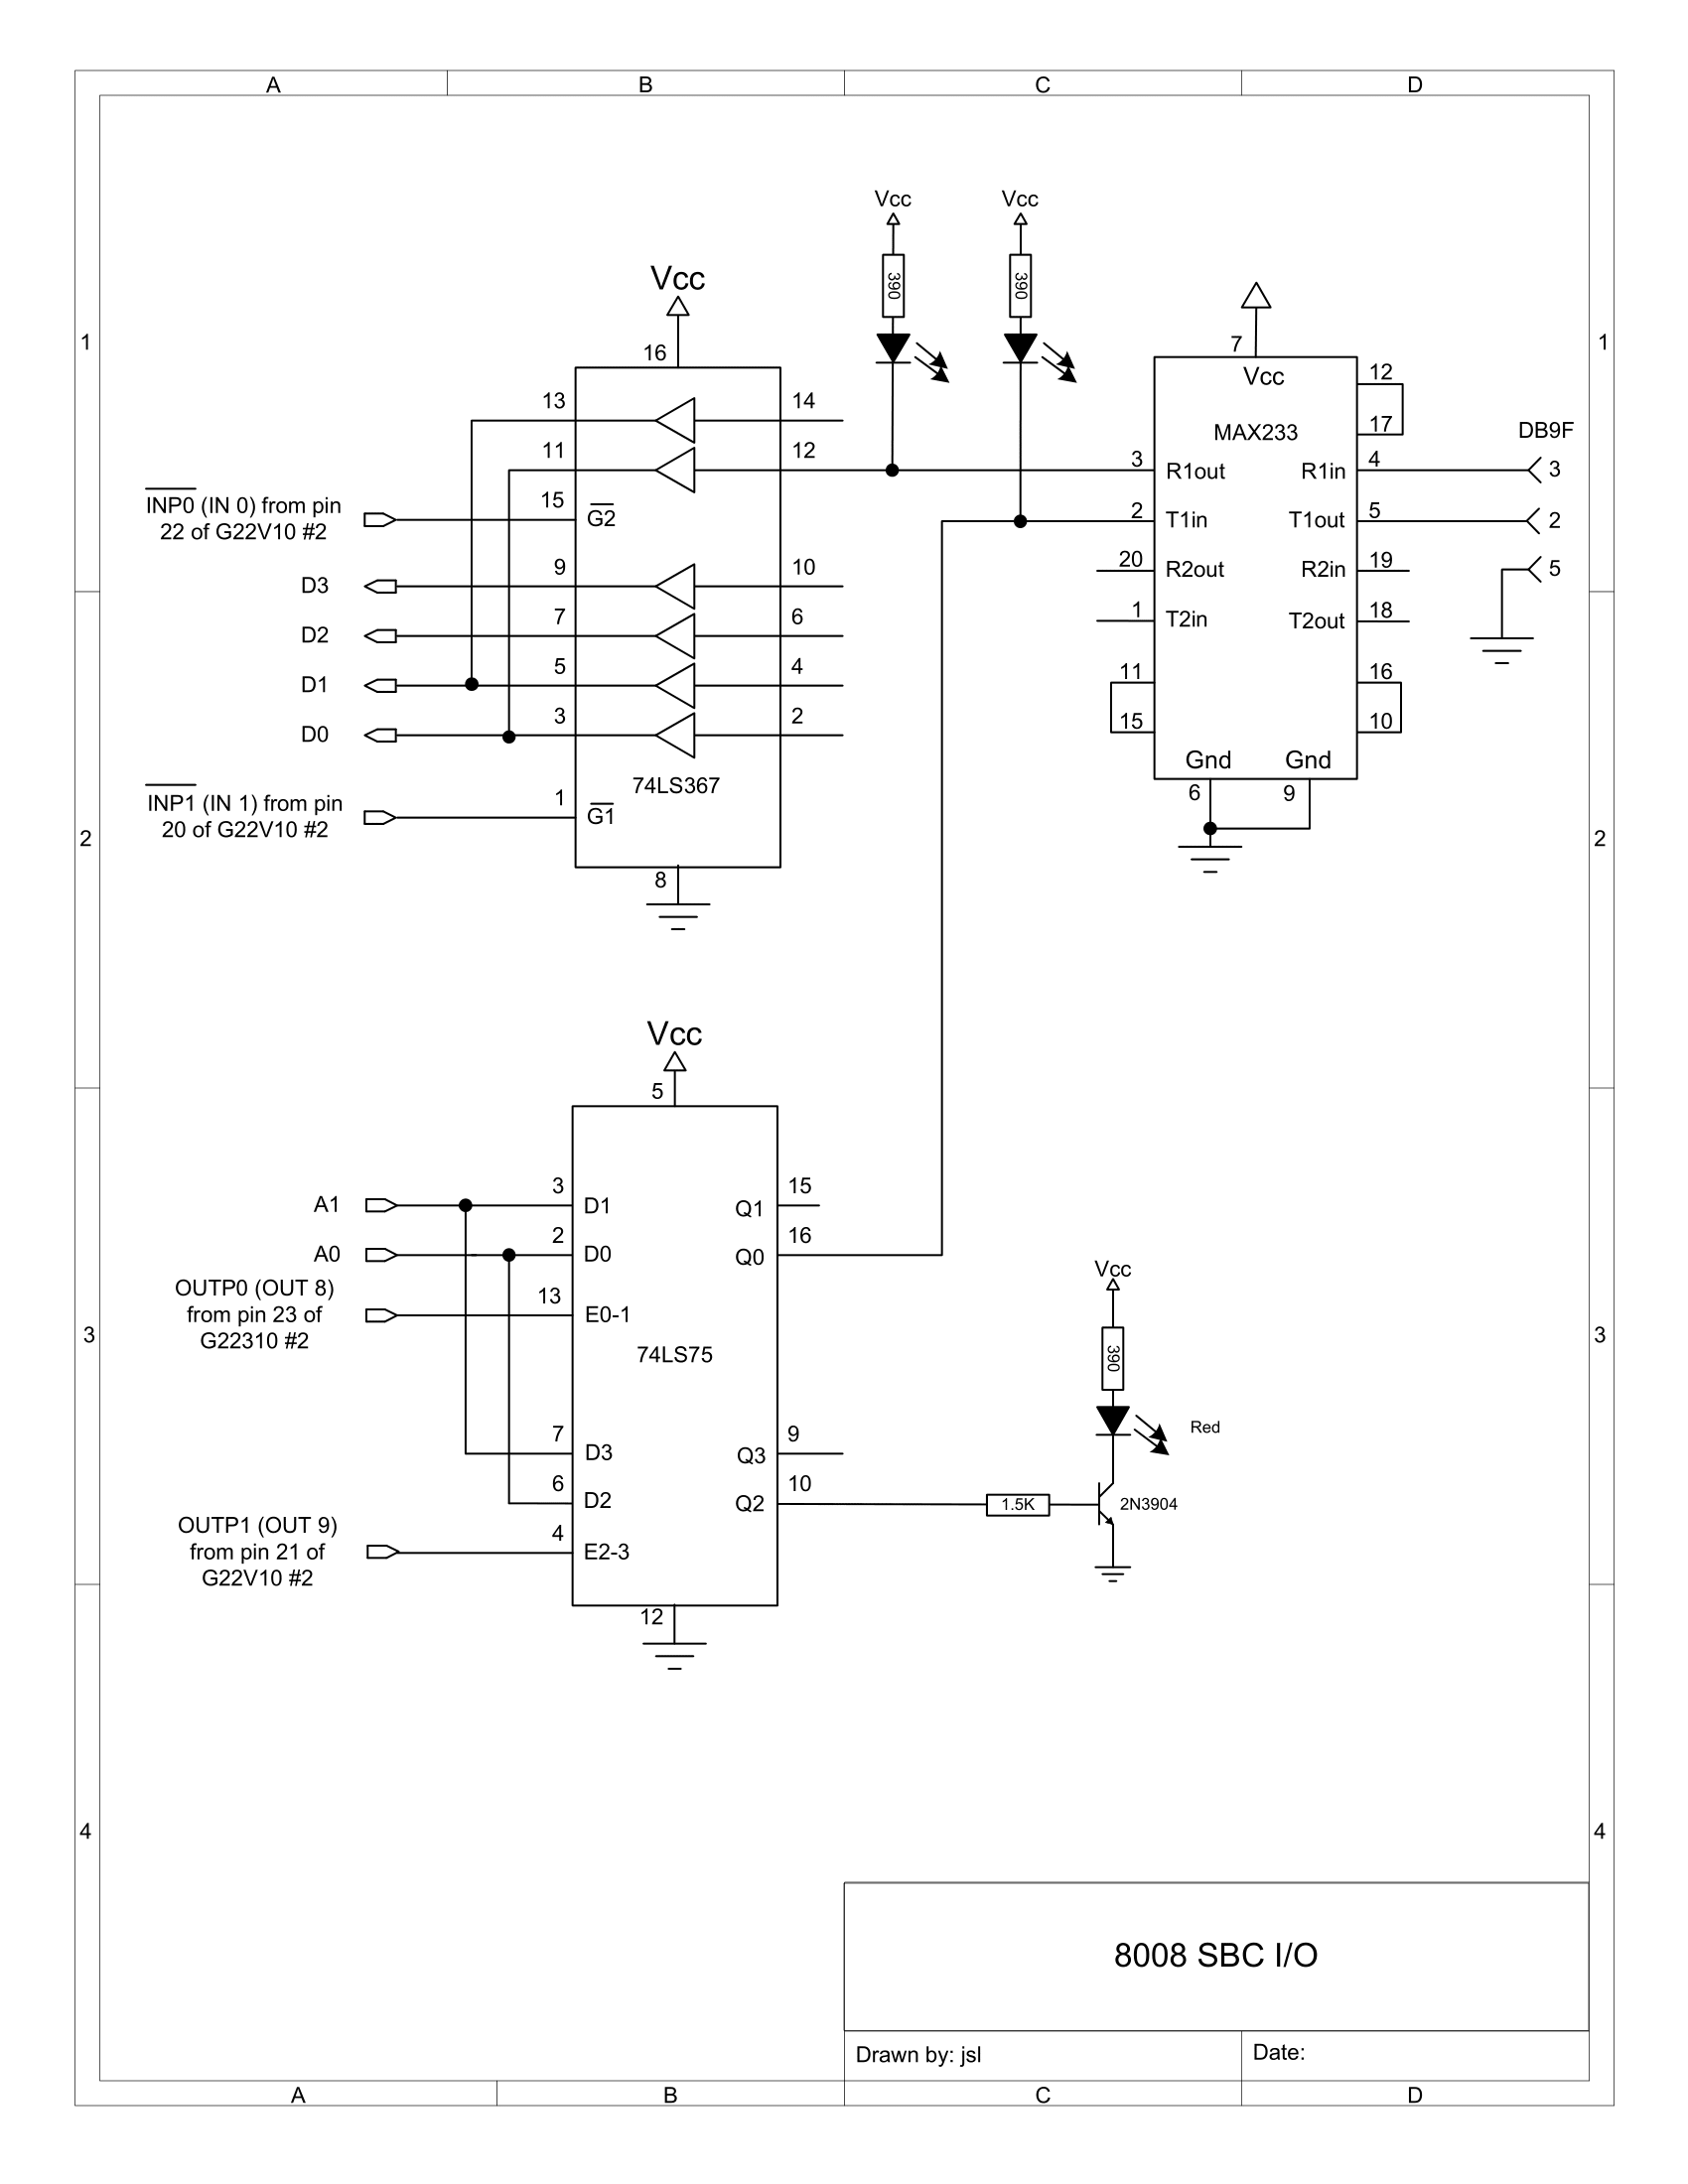 A B C D
Vcc Vcc
390 390
Vcc
1 1
16
7
Vcc
12
13 14
17
MAX233
DB9F
11 12
3 R1out R1in 4 3
INP0 (IN 0) from pin
22 of G22V10 #2
15 G2
2 T1in T1out 5 2
20 R2out R2in 19 5
D3 9 10
1 T2in T2out 18
D2 7 6
D1 5 4
11 16
D0 3 2
15 10
74LS367
Gnd Gnd
6 9
INP1 (IN 1) from pin
20 of G22V10 #2
1 G1
2 2
8
Vcc
5
A1 3 D1 Q1 15
A0 2 D0 Q0 16
OUTP0 (OUT 8)
from pin 23 of
G22310 #2
13 E0-1
Vcc
3 3
74LS75
390
Red
7 D3 Q3 9
6 D2 Q2 10
1.5K
2N3904
OUTP1 (OUT 9)
from pin 21 of
G22V10 #2
4 E2-3
12
4 4
8008 SBC I/O
Drawn by: jsl Date:
A B C D